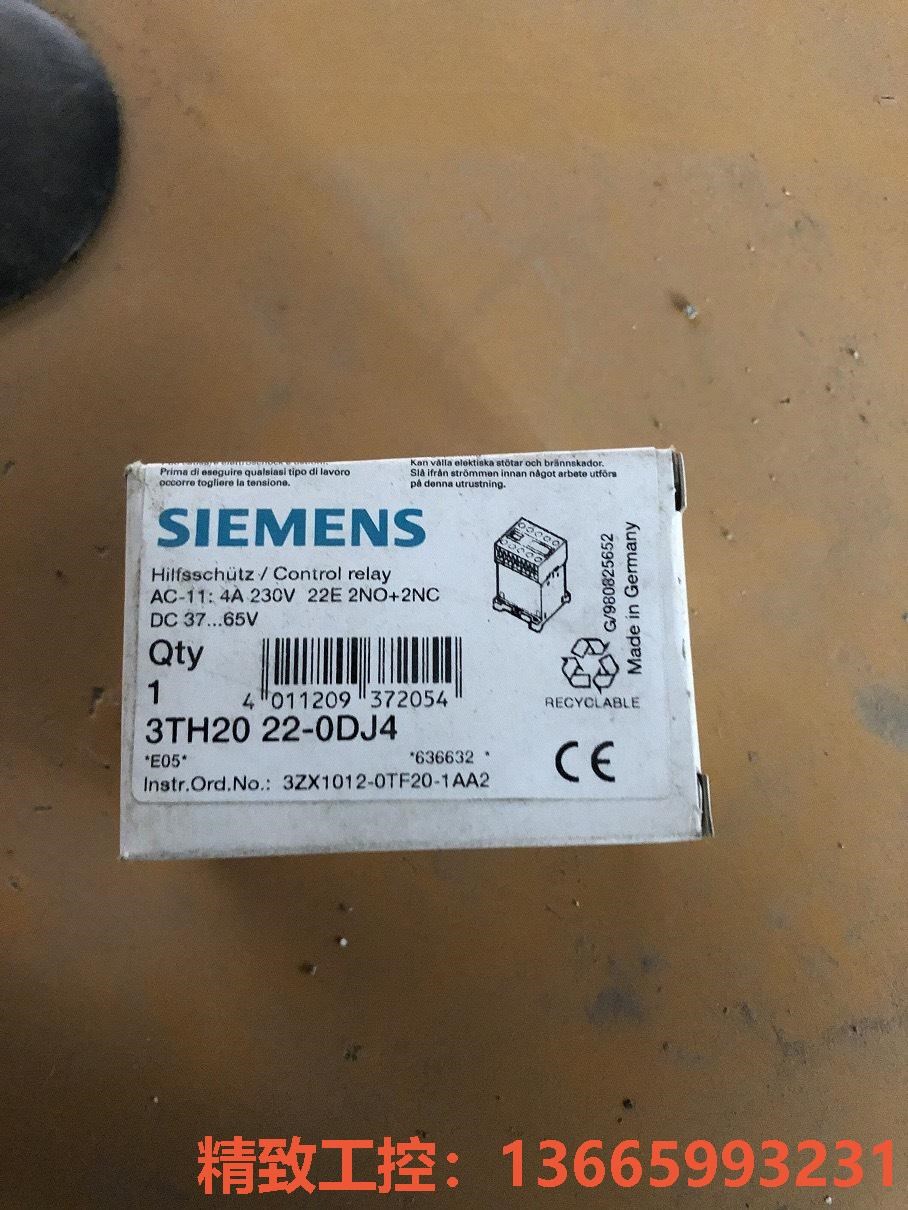 Prima di eseguire qualsiasi tipo di lavoro
occorre togliere la tensione.
Kan välla elektiska stötar och brännskador.
Slå ifrån strömmen innan något arbete utförs
på denna utrustning.
SIEMENS
Hilfsschütz / Control relay
AC-11: 4A 230V 22E 2NO+2NC
DC 37...65V
Qty
1
4 011209 372054
3TH20 22-0DJ4
*E05* *636632 *
Instr.Ord.No.: 3ZX1012-0TF20-1AA2
G/980825652
Made in Germany
RECYCLABLE
CE
精致工控：13665993231